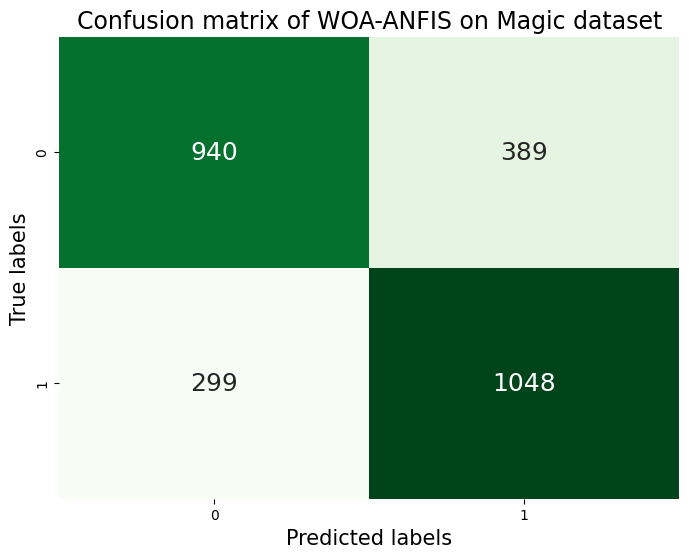 Confusion matrix of WOA-ANFIS on Magic dataset
True labels
0
940
389
1
299
1048
0
1
Predicted labels